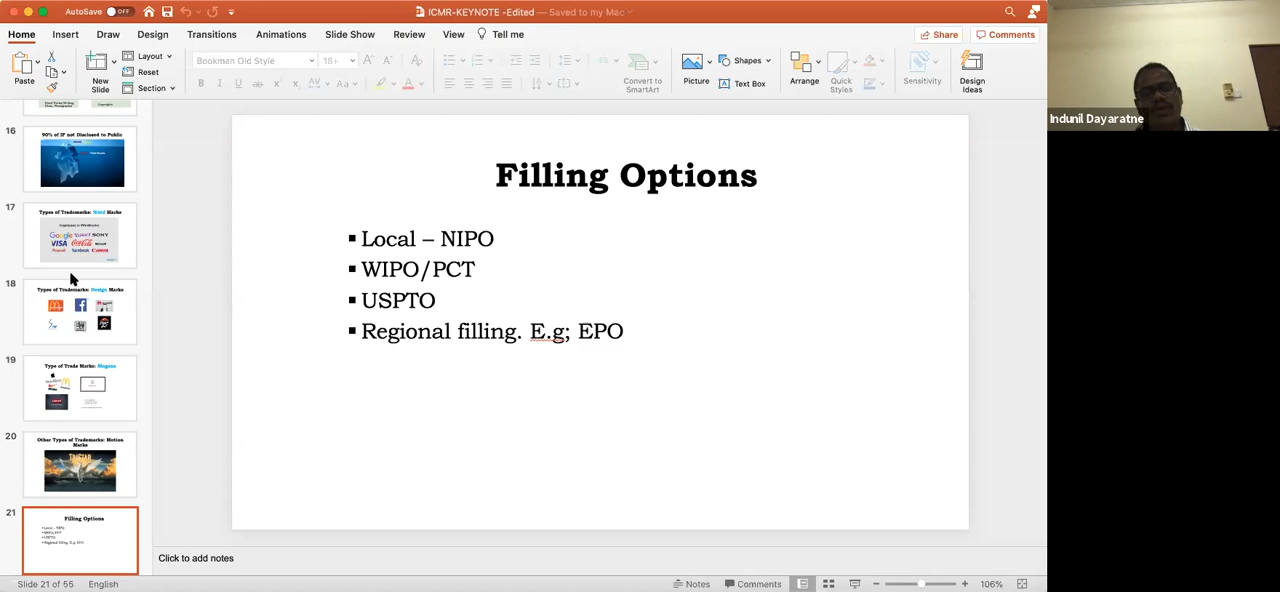 AutoSave OFF ICMR-KEYNOTE -Edited — Saved to my Mac
Home Insert Draw Design Transitions Animations Slide Show Review View Tell me Share Comments
Paste New Slide Layout Reset Section Bookman Old Style 18+ Convert to SmartArt Picture Shapes Text Box Arrange Quick Styles Sensitivity Design Ideas
16
90% of IP not Disclosed to Public
17
Types of Trademarks: Word Marks
Google Yahoo! SONY
VISA Coca-Cola Microsoft
facebook Canon
18
Types of Trademarks: Design Marks
19
Type of Trade Marks: Slogans
20
Other Types of Trademarks: Motion Marks
TRISTAR
21
Filling Options
Local – NIPO
WIPO/PCT
USPTO
Regional filling. E.g; EPO
Filling Options
▪ Local – NIPO
▪ WIPO/PCT
▪ USPTO
▪ Regional filling. E.g; EPO
Click to add notes
Slide 21 of 55 English Notes Comments 106%
Indunil Dayaratne